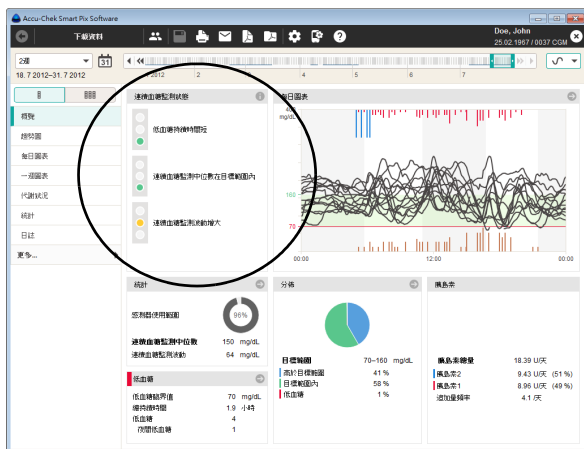 Accu-Chek Smart Pix Software
下載資料
Doe, John
25.02.1967 / 0037 CGM
2週
31
18. 7 2012–31. 7 2012
2012 2 3 4 5 6 7
概覽
趨勢圖
每日圖表
一週圖表
代謝狀況
統計
日誌
更多...
連續血糖監測狀態
低血糖持續時間短
連續血糖監測中位數在目標範圍內
連續血糖監測波動增大
每日圖表
mg/dL
160
70
00:00 12:00 00:00
統計
感測器使用範圍
96%
連續血糖監測中位數 150 mg/dL
連續血糖監測波動 64 mg/dL
低血糖
低血糖臨界值 70 mg/dL
維持持續時間 1.9 小時
低血糖 4
夜間低血糖 1
分佈
目標範圍 70–160 mg/dL
高於目標範圍 41 %
目標範圍內 58 %
低血糖 1 %
胰島素
胰島素總量 18.39 U/天
胰島素2 9.43 U/天 (51 %)
胰島素1 8.96 U/天 (49 %)
追加量頻率 4.1 /天